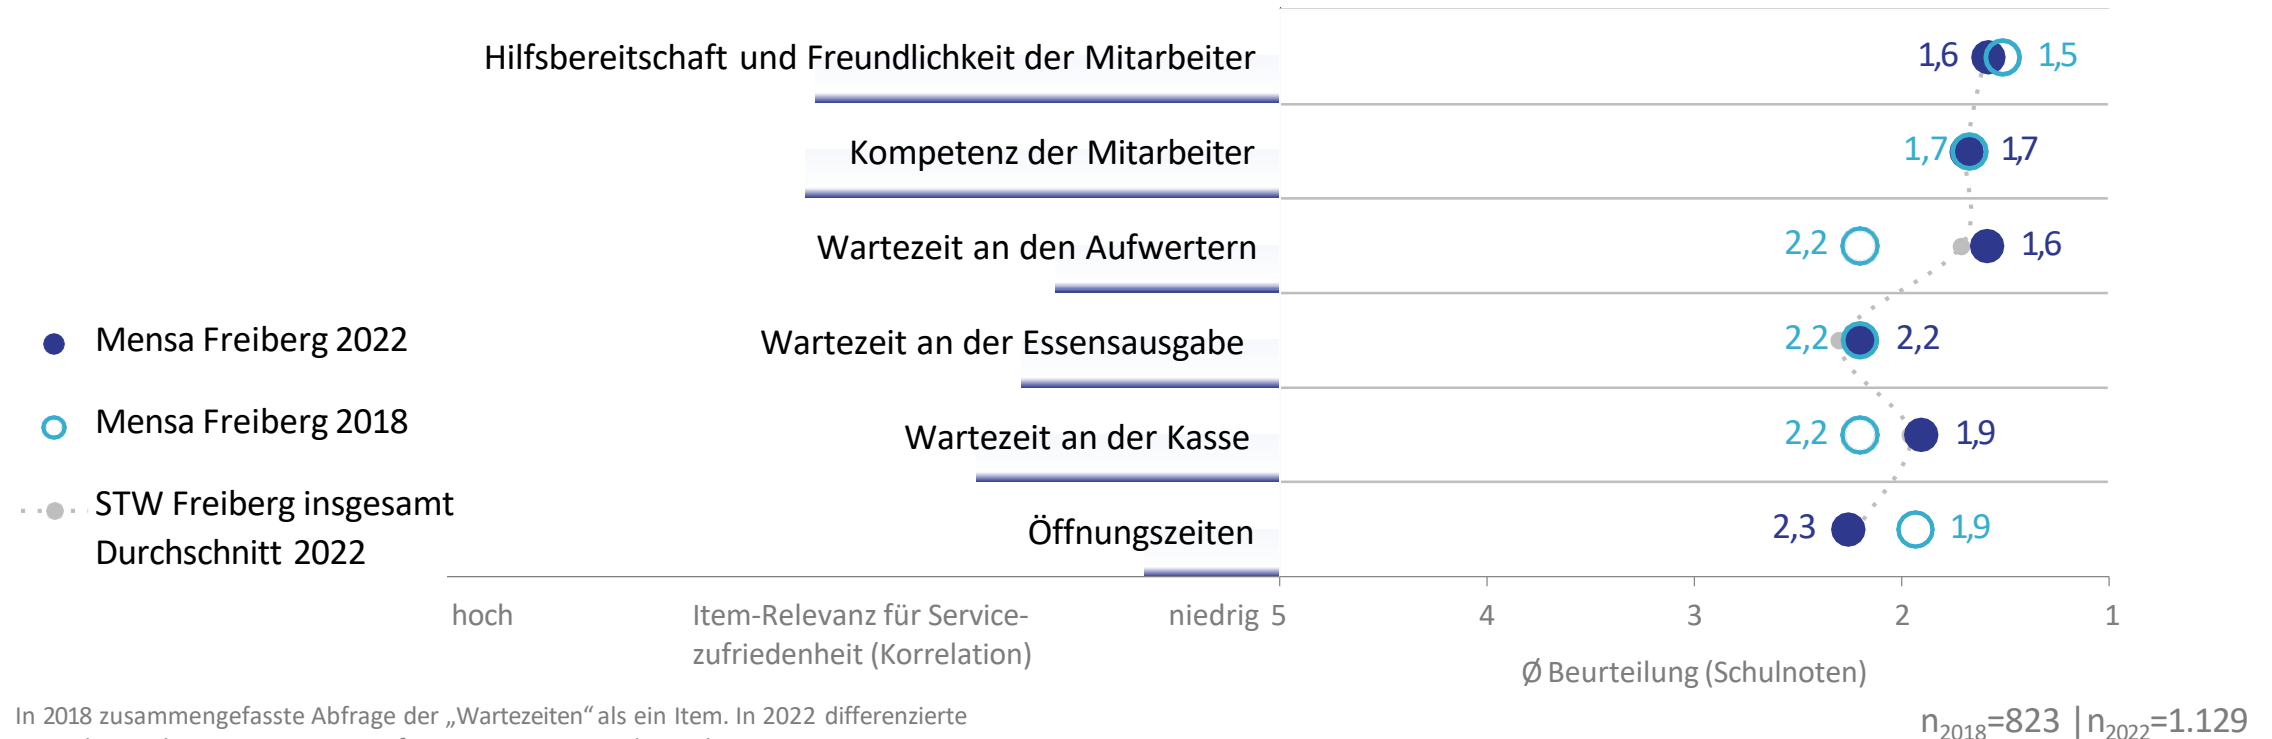 Hilfsbereitschaft und Freundlichkeit der Mitarbeiter
1,6 1,5
Kompetenz der Mitarbeiter
1,7 1,7
Wartezeit an den Aufwertern
2,2 1,6
Mensa Freiberg 2022
Wartezeit an der Essensausgabe
2,2 2,2
Mensa Freiberg 2018
Wartezeit an der Kasse
2,2 1,9
STW Freiberg insgesamt
Durchschnitt 2022
Öffnungszeiten
2,3 1,9
hoch Item-Relevanz für Service- niedrig 5 4 3 2 1
zufriedenheit (Korrelation)
Ø Beurteilung (Schulnoten)
In 2018 zusammengefasste Abfrage der „Wartezeiten“ als ein Item. In 2022 differenzierte
n2018=823 | n2022=1.129